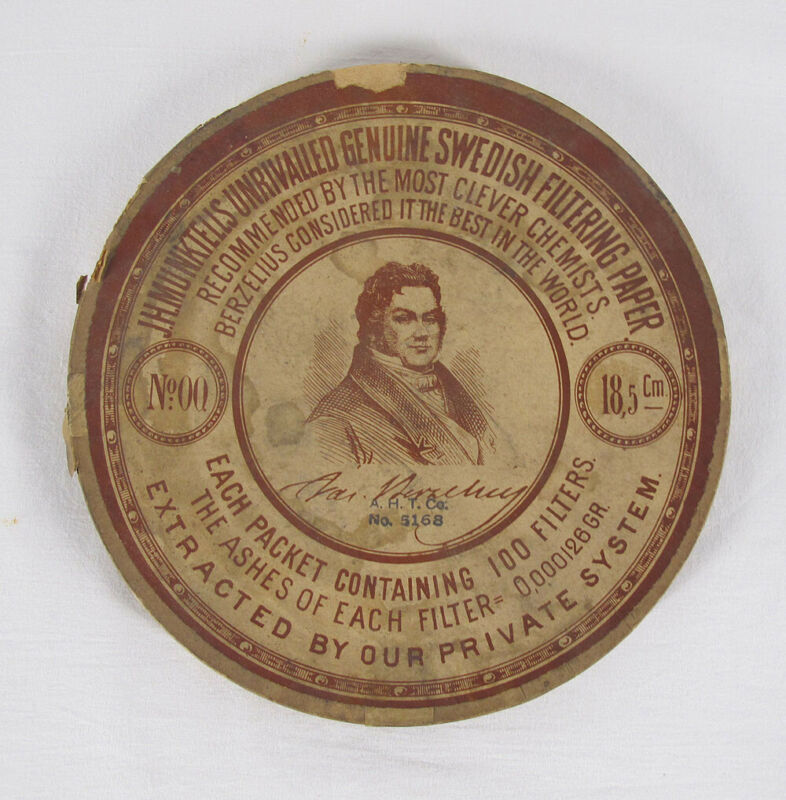 J.H. MUNKTELLS UNRIVALLED GENUINE SWEDISH FILTERING PAPER
RECOMMENDED BY THE MOST CLEVER CHEMISTS.
BERZELIUS CONSIDERED IT THE BEST IN THE WORLD.
No. 00
18,5 Cm
Jac. Berzelius
A. H. T. Co.
No. 5168
EACH PACKET CONTAINING 100 FILTERS.
THE ASHES OF EACH FILTER = 0,000126 GR.
EXTRACTED BY OUR PRIVATE SYSTEM.